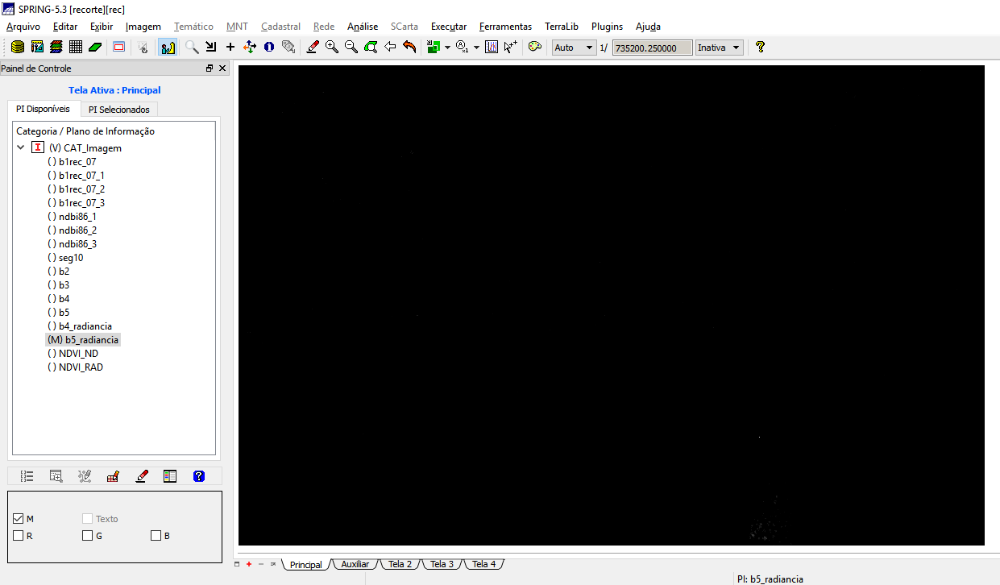 SPRING-5.3 [recorte][rec]
Arquivo Editar Exibir Imagem Temático MNT Cadastral Rede Análise SCarta Executar Ferramentas TerraLib Plugins Ajuda
Auto 1/ 735200.250000 Inativa
Painel de Controle
Tela Ativa : Principal
PI Disponíveis PI Selecionados
Categoria / Plano de Informação
(V) CAT_Imagem
( ) b1rec_07
( ) b1rec_07_1
( ) b1rec_07_2
( ) b1rec_07_3
( ) ndbi86_1
( ) ndbi86_2
( ) ndbi86_3
( ) seg10
( ) b2
( ) b3
( ) b4
( ) b5
( ) b4_radiancia
(M) b5_radiancia
( ) NDVI_ND
( ) NDVI_RAD
M Texto
R G B
Principal Auxiliar Tela 2 Tela 3 Tela 4
PI: b5_radiancia